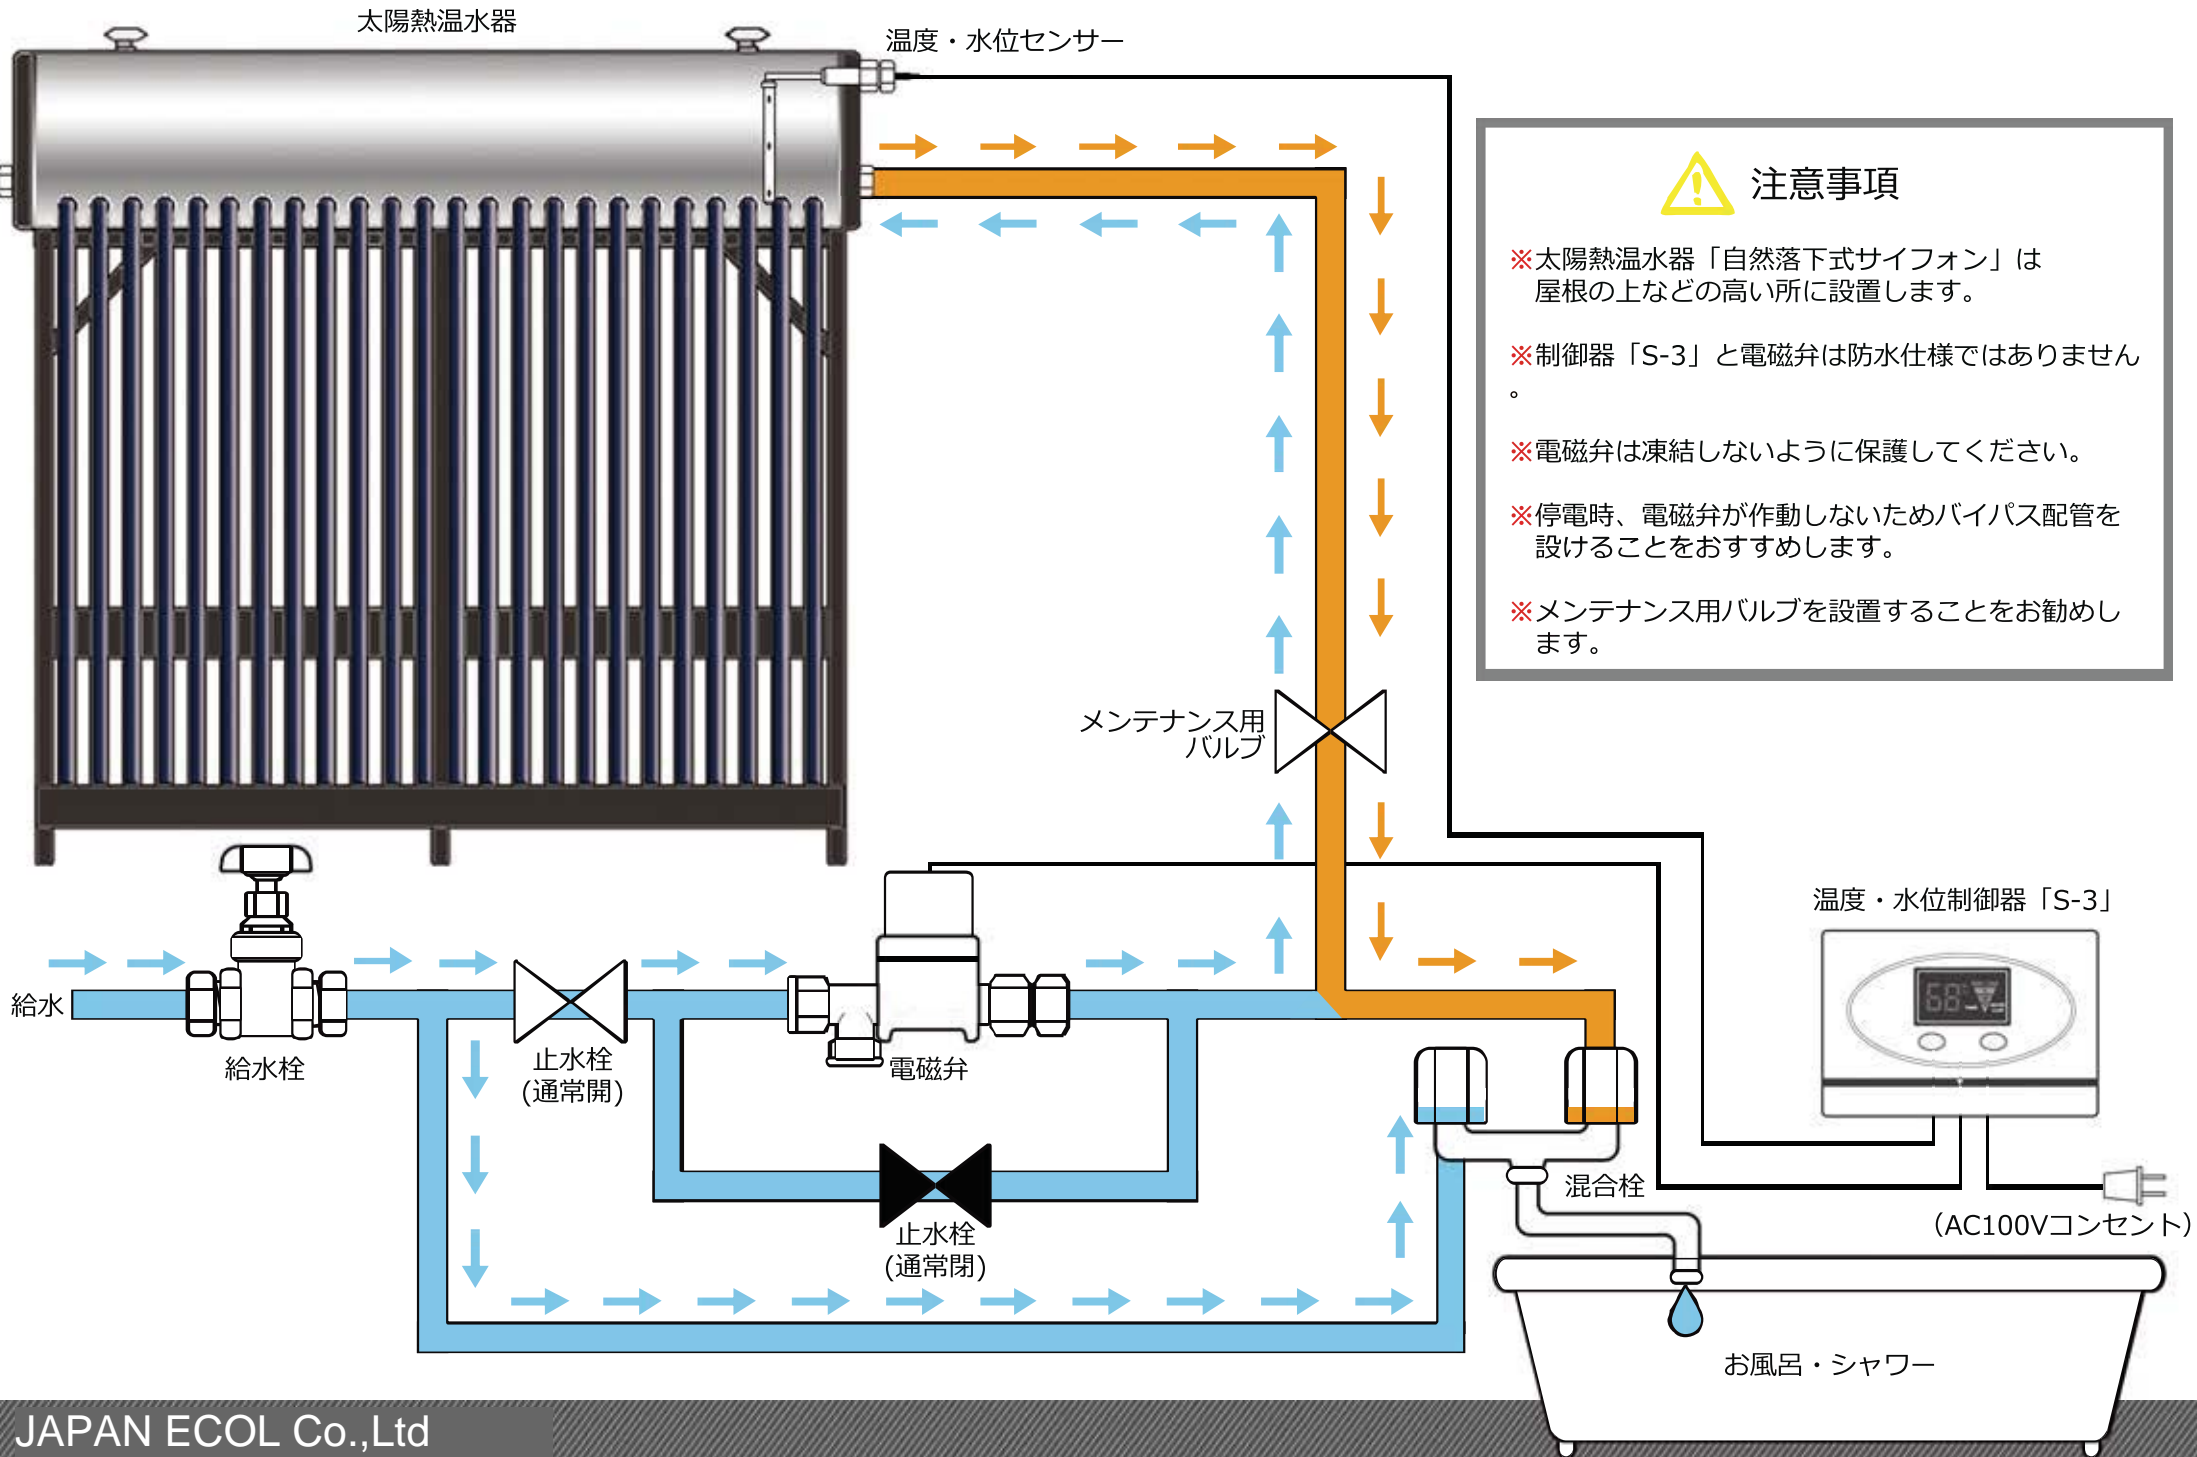 太陽熱温水器
温度・水位センサー
注意事項
※太陽熱温水器「自然落下式サイフォン」は
屋根の上などの高い所に設置します。
※制御器「S-3」と電磁弁は防水仕様ではありません
。
※電磁弁は凍結しないように保護してください。
※停電時、電磁弁が作動しないためバイパス配管を
設けることをおすすめします。
※メンテナンス用バルブを設置することをお勧めし
ます。
メンテナンス用
バルブ
温度・水位制御器「S-3」
68
給水
給水栓
止水栓
(通常開)
電磁弁
止水栓
(通常閉)
混合栓
(AC100Vコンセント)
お風呂・シャワー
JAPAN ECOL Co.,Ltd